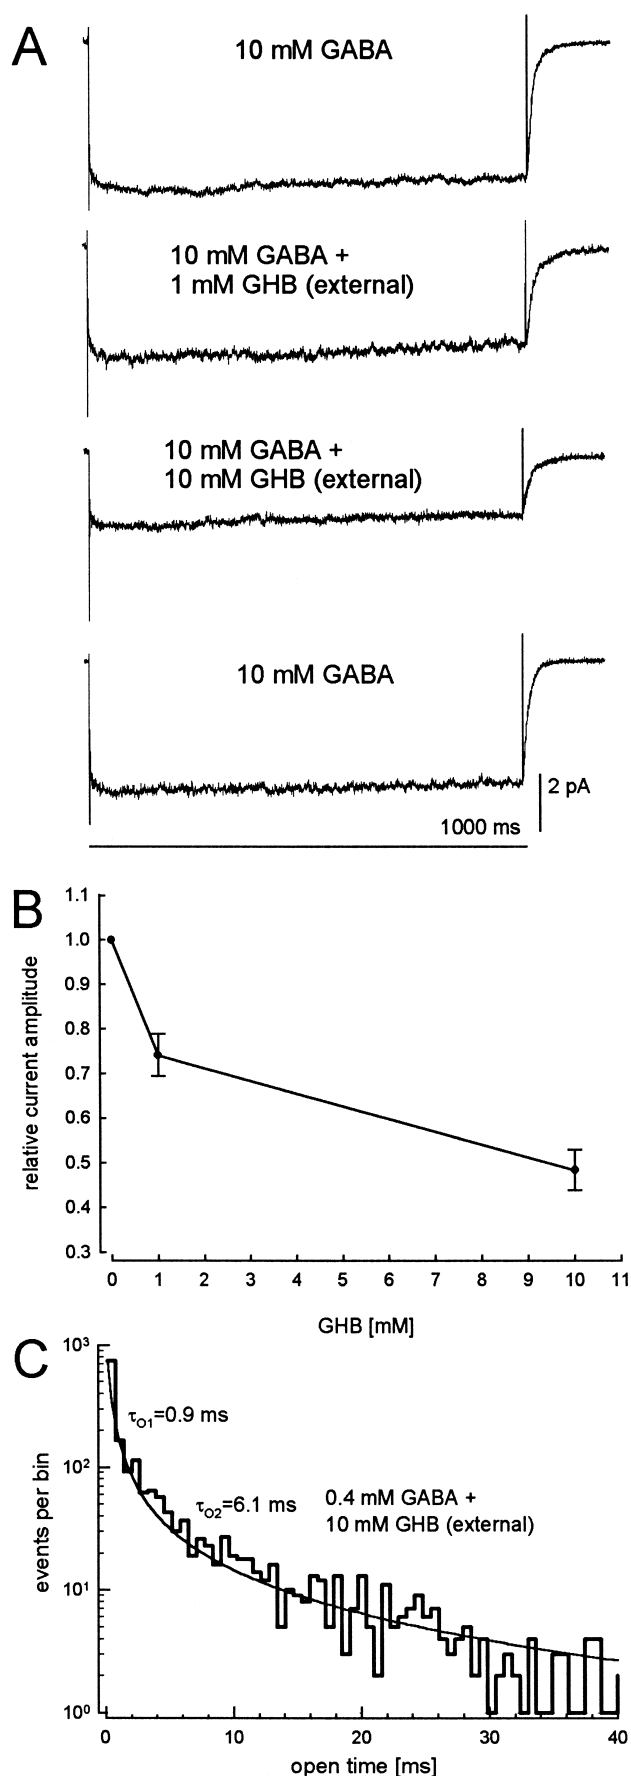 A
10 mM GABA
10 mM GABA +
1 mM GHB (external)
10 mM GABA +
10 mM GHB (external)
10 mM GABA
2 pA
1000 ms
B
1.1
1.0
0.9
0.8
0.7
0.6
0.5
0.4
0.3
relative current amplitude
0 1 2 3 4 5 6 7 8 9 10 11
GHB [mM]
C
10³
10²
10¹
10⁰
events per bin
τO1=0.9 ms
τO2=6.1 ms
0.4 mM GABA +
10 mM GHB (external)
0 10 20 30 40
open time [ms]